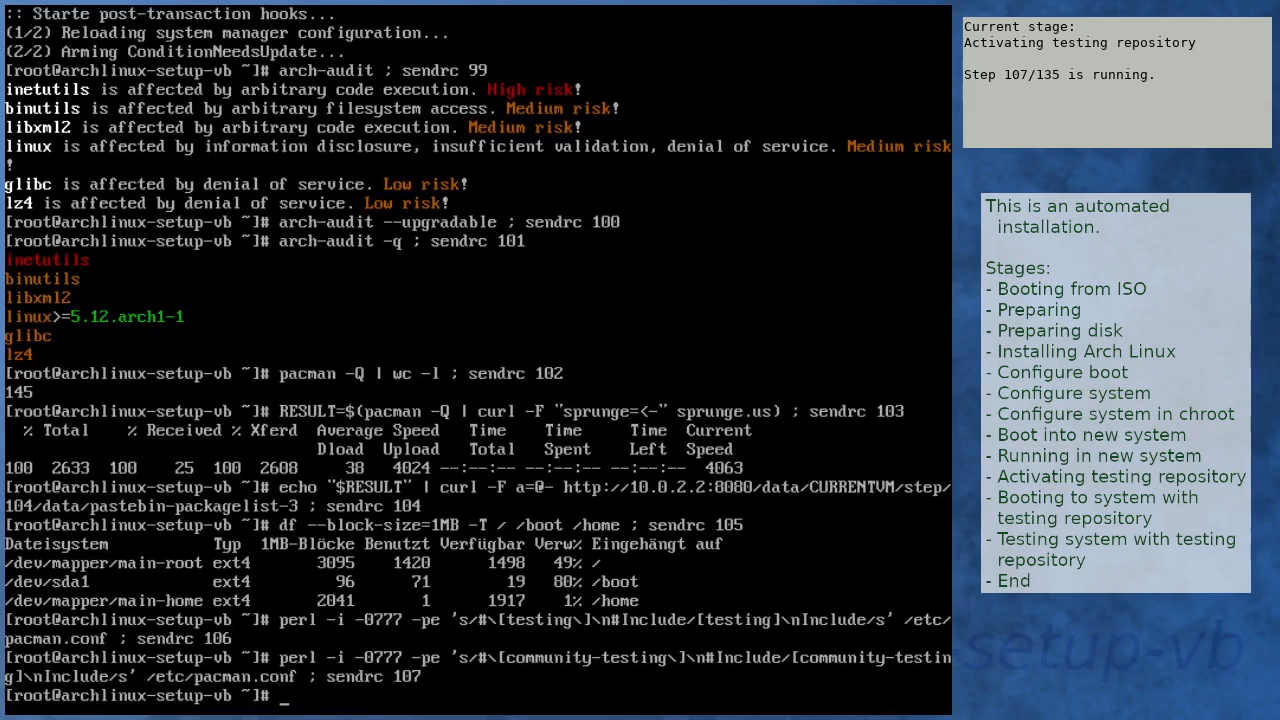 :: Starte post-transaction hooks...
(1/2) Reloading system manager configuration...
(2/2) Arming ConditionNeedsUpdate...
[root@archlinux-setup-vb ~]# arch-audit ; sendrc 99
inetutils is affected by arbitrary code execution. High risk!
binutils is affected by arbitrary filesystem access. Medium risk!
libxml2 is affected by arbitrary code execution. Medium risk!
linux is affected by information disclosure, insufficient validation, denial of service. Medium risk
!
glibc is affected by denial of service. Low risk!
lz4 is affected by denial of service. Low risk!
[root@archlinux-setup-vb ~]# arch-audit --upgradable ; sendrc 100
[root@archlinux-setup-vb ~]# arch-audit -q ; sendrc 101
inetutils
binutils
libxml2
linux>=5.12.arch1-1
glibc
lz4
[root@archlinux-setup-vb ~]# pacman -Q | wc -l ; sendrc 102
145
[root@archlinux-setup-vb ~]# RESULT=$(pacman -Q | curl -F "sprunge=<-" sprunge.us) ; sendrc 103
  % Total    % Received % Xferd  Average Speed   Time    Time     Time  Current
                                 Dload  Upload   Total   Spent    Left  Speed
100  2633  100    25  100  2608     38   4024 --:--:-- --:--:-- --:--:--  4063
[root@archlinux-setup-vb ~]# echo "$RESULT" | curl -F a=@- http://10.0.2.2:8080/data/CURRENTVM/step/
104/data/pastebin-packagelist-3 ; sendrc 104
[root@archlinux-setup-vb ~]# df --block-size=1MB -T / /boot /home ; sendrc 105
Dateisystem           Typ  1MB-Blöcke Benutzt Verfügbar Verw% Eingehängt auf
/dev/mapper/main-root ext4       3095    1420      1498   49% /
/dev/sda1             ext4         96      71        19   80% /boot
/dev/mapper/main-home ext4       2041       1      1917    1% /home
[root@archlinux-setup-vb ~]# perl -i -0777 -pe 's/#\[testing\]\n#Include/[testing]\nInclude/s' /etc/
pacman.conf ; sendrc 106
[root@archlinux-setup-vb ~]# perl -i -0777 -pe 's/#\[community-testing\]\n#Include/[community-testin
g]\nInclude/s' /etc/pacman.conf ; sendrc 107
[root@archlinux-setup-vb ~]# _
Current stage:
Activating testing repository
Step 107/135 is running.
This is an automated
installation.
Stages:
- Booting from ISO
- Preparing
- Preparing disk
- Installing Arch Linux
- Configure boot
- Configure system
- Configure system in chroot
- Boot into new system
- Running in new system
- Activating testing repository
- Booting to system with
testing repository
- Testing system with testing
repository
- End
setup-vb